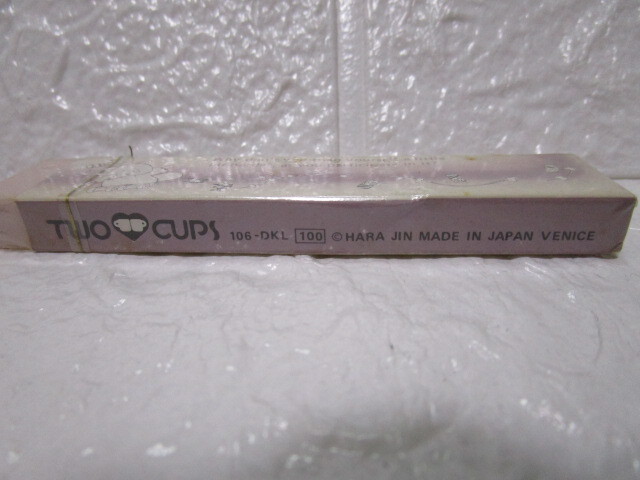 TWO CUPS 106-DKL 100 ©HARA JIN MADE IN JAPAN VENICE